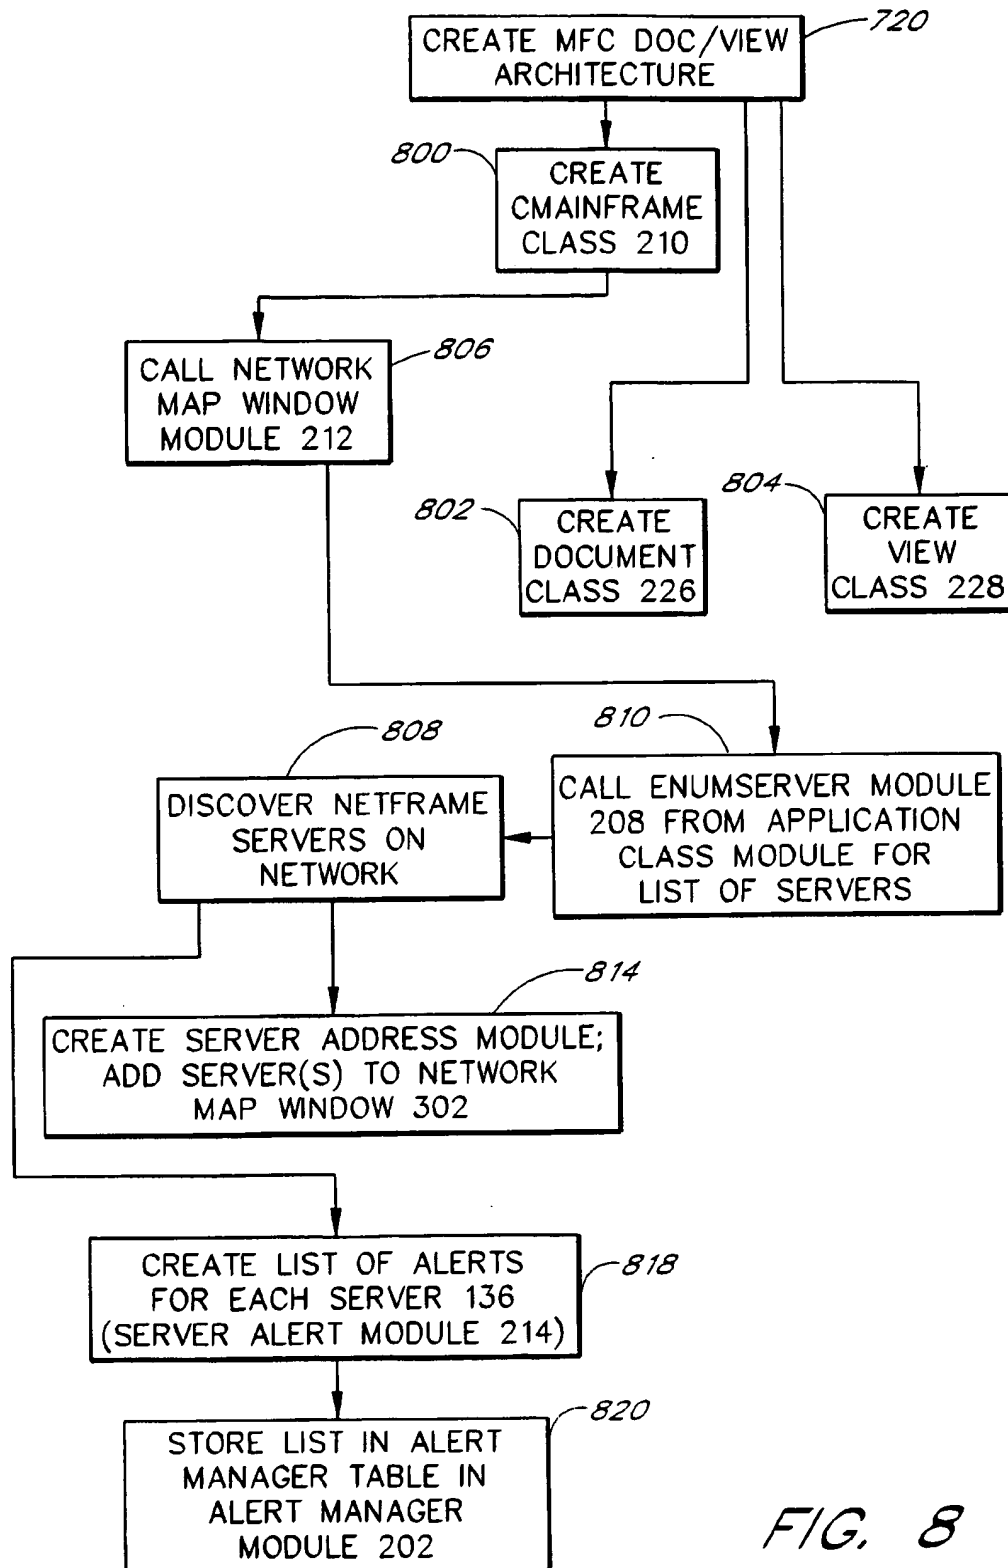 720
CREATE MFC DOC/VIEW
ARCHITECTURE
800
CREATE
CMAINFRAME
CLASS 210
806
CALL NETWORK
MAP WINDOW
MODULE 212
802
CREATE
DOCUMENT
CLASS 226
804
CREATE
VIEW
CLASS 228
808
DISCOVER NETFRAME
SERVERS ON
NETWORK
810
CALL ENUMSERVER MODULE
208 FROM APPLICATION
CLASS MODULE FOR
LIST OF SERVERS
814
CREATE SERVER ADDRESS MODULE;
ADD SERVER(S) TO NETWORK
MAP WINDOW 302
818
CREATE LIST OF ALERTS
FOR EACH SERVER 136
(SERVER ALERT MODULE 214)
820
STORE LIST IN ALERT
MANAGER TABLE IN
ALERT MANAGER
MODULE 202
FIG. 8